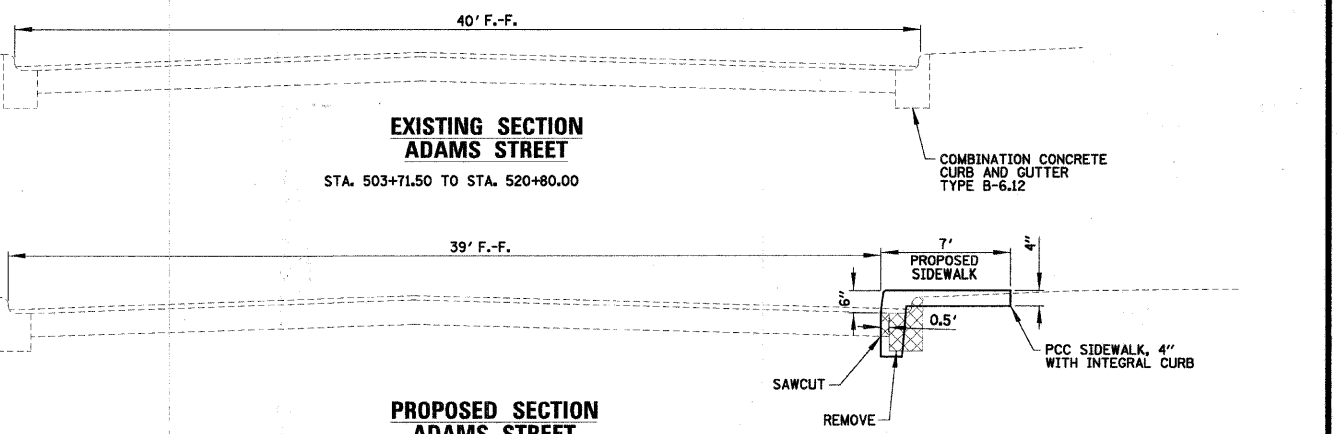 40' F.-F.
EXISTING SECTION
ADAMS STREET
STA. 503+71.50 TO STA. 520+80.00
COMBINATION CONCRETE
CURB AND GUTTER
TYPE B-6.12
39' F.-F.
7'
PROPOSED
SIDEWALK
4"
6"
0.5'
PCC SIDEWALK, 4"
WITH INTEGRAL CURB
SAWCUT
REMOVE
PROPOSED SECTION
ADAMS STREET